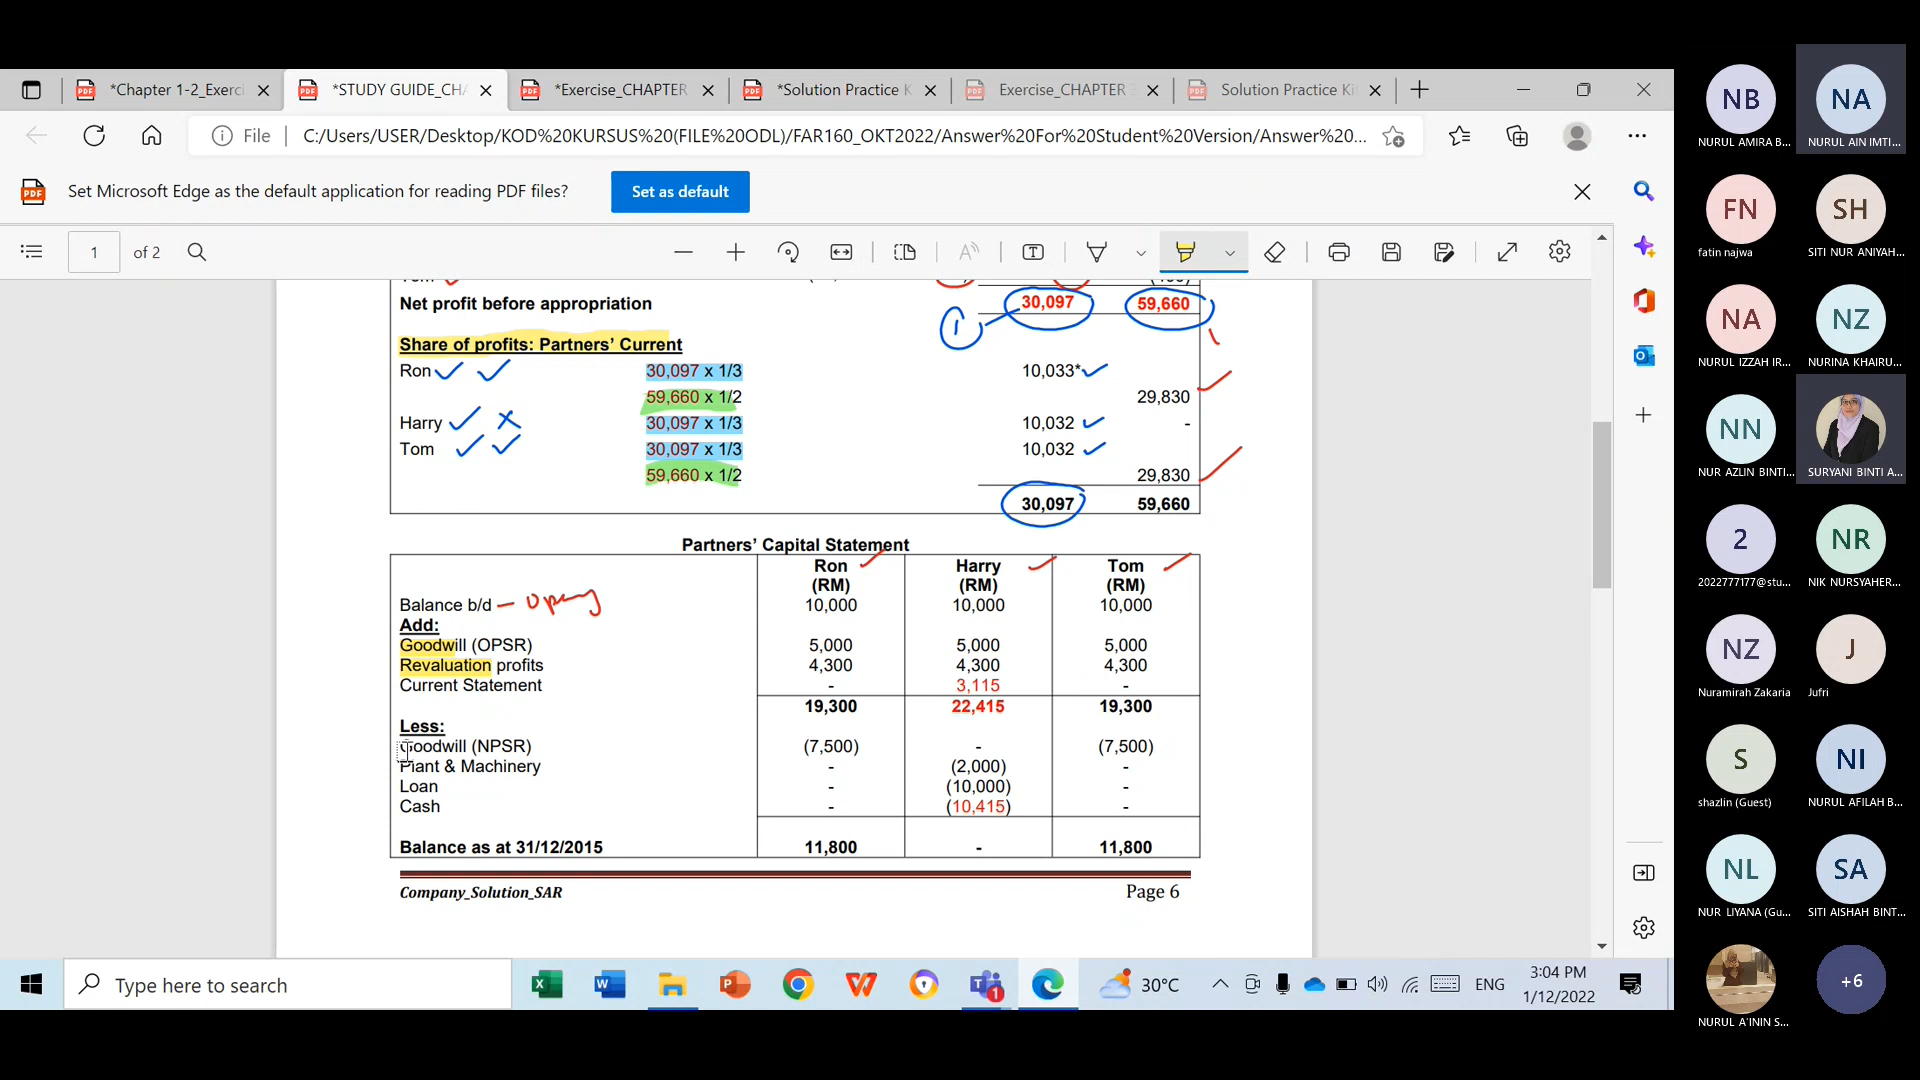 *Chapter 1-2_Exerci
*STUDY GUIDE_CHA
*Exercise_CHAPTER
*Solution Practice K
Exercise_CHAPTER 3
Solution Practice Ki
File
C:/Users/USER/Desktop/KOD%20KURSUS%20(FILE%20ODL)/FAR160_OKT2022/Answer%20For%20Student%20Version/Answer%20...
PDF
Set Microsoft Edge as the default application for reading PDF files?
Set as default
1 of 2
Net profit before appropriation 30,097 59,660
1
Share of profits: Partners' Current
Ron 30,097 x 1/3 10,033*
59,660 x 1/2 29,830
Harry 30,097 x 1/3 10,032 -
Tom 30,097 x 1/3 10,032
59,660 x 1/2 29,830
30,097 59,660
Partners' Capital Statement
Ron Harry Tom
(RM) (RM) (RM)
Balance b/d 10,000 10,000 10,000
Add:
Goodwill (OPSR) 5,000 5,000 5,000
Revaluation profits 4,300 4,300 4,300
Current Statement - 3,115 -
19,300 22,415 19,300
Less:
Goodwill (NPSR) (7,500) - (7,500)
Plant & Machinery - (2,000) -
Loan - (10,000) -
Cash - (10,415) -
Balance as at 31/12/2015 11,800 - 11,800
Company_Solution_SAR Page 6
Type here to search
1
30°C
ENG
3:04 PM
1/12/2022
NB NA
NURUL AMIRA B... NURUL AIN IMTI...
FN SH
fatin najwa SITI NUR ANIYAH...
NA NZ
NURUL IZZAH IR... NURINA KHAIRU...
NN
NUR AZLIN BINTI... SURYANI BINTI A...
2 NR
2022777177@stu... NIK NURSYAHER...
NZ J
Nuramirah Zakaria Jufri
S NI
shazlin (Guest) NURUL AFILAH B...
NL SA
NUR LIYANA (Gu... SITI AISHAH BINT...
+6
NURUL A'ININ S...